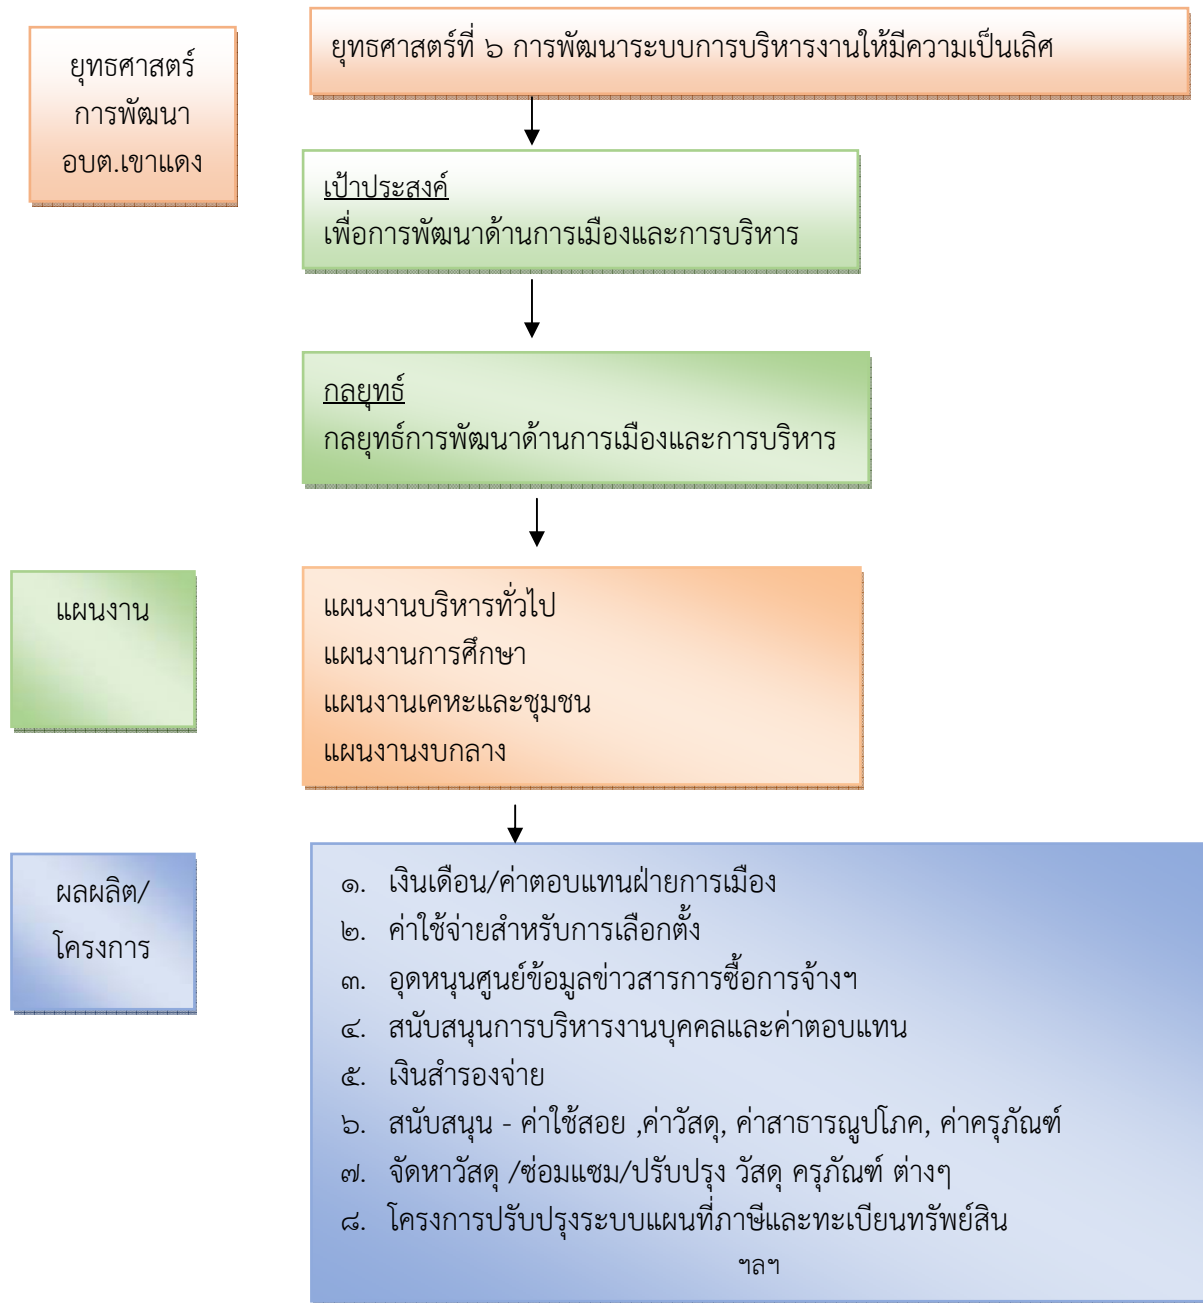 ยุทธศาสตร์
การพัฒนา
อบต.เขาแดง
ยุทธศาสตร์ที่ ๖ การพัฒนาระบบการบริหารงานให้มีความเป็นเลิศ
เป้าประสงค์
เพื่อการพัฒนาด้านการเมืองและการบริหาร
กลยุทธ์
กลยุทธ์การพัฒนาด้านการเมืองและการบริหาร
แผนงาน
แผนงานบริหารทั่วไป
แผนงานการศึกษา
แผนงานเคหะและชุมชน
แผนงานงบกลาง
ผลผลิต/
โครงการ
๑. เงินเดือน/ค่าตอบแทนฝ่ายการเมือง
๒. ค่าใช้จ่ายสำหรับการเลือกตั้ง
๓. อุดหนุนศูนย์ข้อมูลข่าวสารการซื้อการจ้างฯ
๔. สนับสนุนการบริหารงานบุคคลและค่าตอบแทน
๕. เงินสำรองจ่าย
๖. สนับสนุน - ค่าใช้สอย ,ค่าวัสดุ, ค่าสาธารณูปโภค, ค่าครุภัณฑ์
๗. จัดหาวัสดุ /ซ่อมแซม/ปรับปรุง วัสดุ ครุภัณฑ์ ต่างๆ
๘. โครงการปรับปรุงระบบแผนที่ภาษีและทะเบียนทรัพย์สิน
ฯลฯ